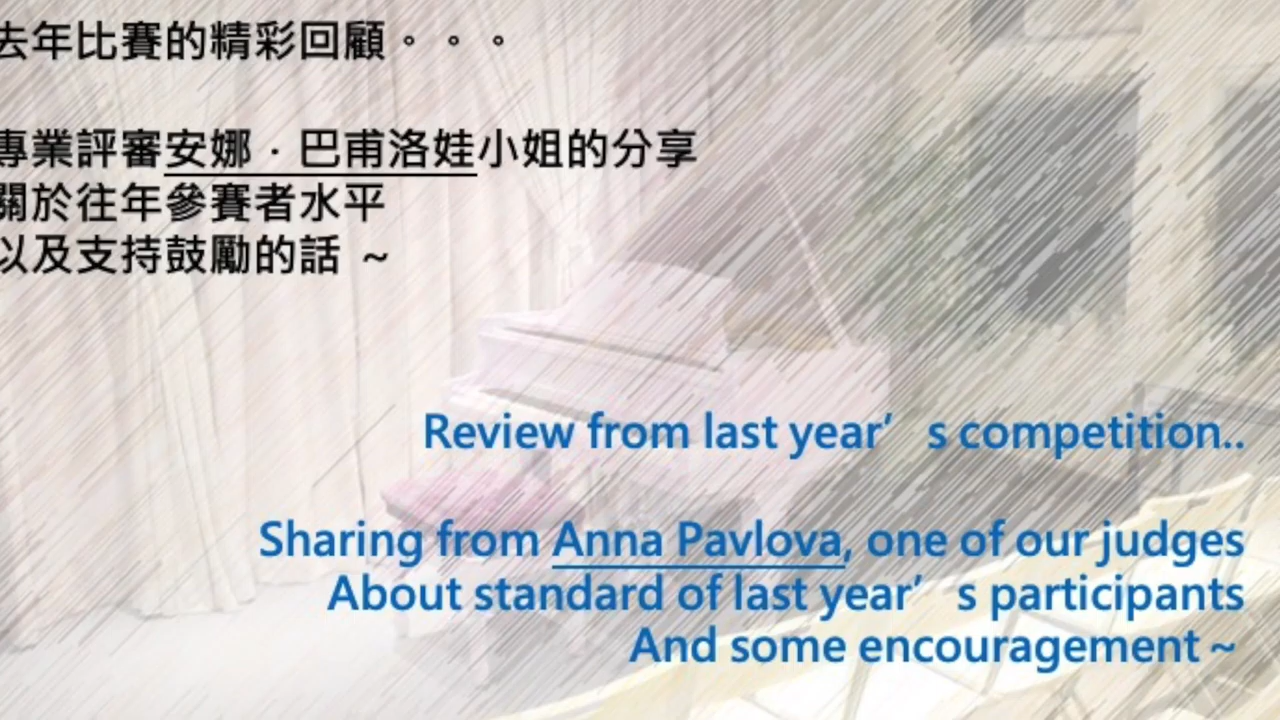 去年比賽的精彩回顧。。。
專業評審安娜．巴甫洛娃小姐的分享
關於往年參賽者水平
以及支持鼓勵的話 ~
Review from last year’ s competition..
Sharing from Anna Pavlova, one of our judges
About standard of last year’ s participants
And some encouragement ~